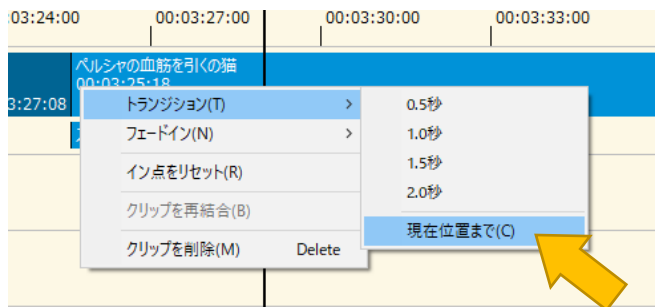 :03:24:00 00:03:27:00 00:03:30:00 00:03:33:00
ペルシャの血筋を引くの猫
00:03:25:18
3:27:08
トランジション(T) >
フェードイン(N) >
イン点をリセット(R)
クリップを再結合(B)
クリップを削除(M) Delete
0.5秒
1.0秒
1.5秒
2.0秒
現在位置まで(C)